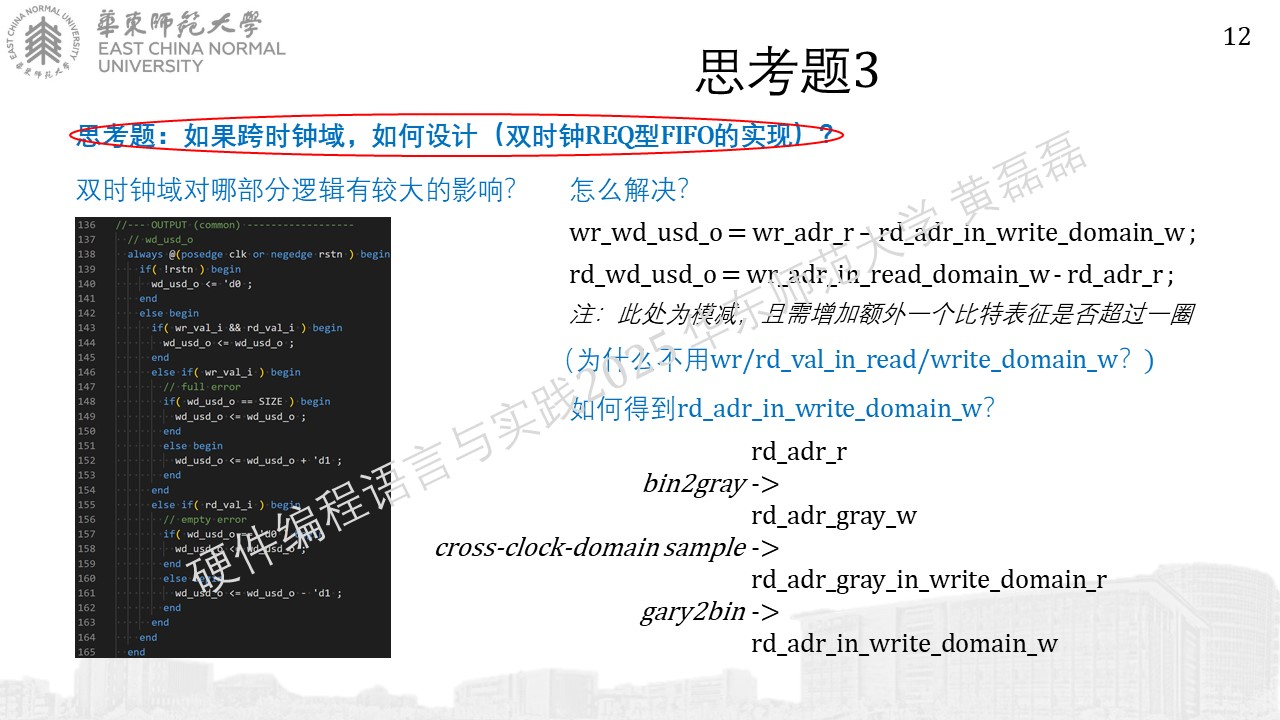 華東師範大學
EAST CHINA NORMAL
UNIVERSITY
EAST CHINA NORMAL UNIVERSITY
華東師範大學
12
思考题3
思考题：如果跨时钟域，如何设计（双时钟REQ型FIFO的实现）？
双时钟域对哪部分逻辑有较大的影响？
136 //--- OUTPUT (common) ------------------
137 // wd_usd_o
138 always @(posedge clk or negedge rstn ) begin
139 if( !rstn ) begin
140 wd_usd_o <= 'd0 ;
141 end
142 else begin
143 if( wr_val_i && rd_val_i ) begin
144 wd_usd_o <= wd_usd_o ;
145 end
146 else if( wr_val_i ) begin
147 // full error
148 if( wd_usd_o == SIZE ) begin
149 wd_usd_o <= wd_usd_o ;
150 end
151 else begin
152 wd_usd_o <= wd_usd_o + 'd1 ;
153 end
154 end
155 else if( rd_val_i ) begin
156 // empty error
157 if( wd_usd_o == 'd0 ) begin
158 wd_usd_o <= wd_usd_o ;
159 end
160 else begin
161 wd_usd_o <= wd_usd_o - 'd1 ;
162 end
163 end
164 end
165 end
怎么解决？
wr_wd_usd_o = wr_adr_r – rd_adr_in_write_domain_w ;
rd_wd_usd_o = wr_adr_in_read_domain_w - rd_adr_r ;
注：此处为模减，且需增加额外一个比特表征是否超过一圈
（为什么不用wr/rd_val_in_read/write_domain_w？)
如何得到rd_adr_in_write_domain_w？
rd_adr_r
bin2gray ->
rd_adr_gray_w
cross-clock-domain sample ->
rd_adr_gray_in_write_domain_r
gary2bin ->
rd_adr_in_write_domain_w
硬件编程语言与实践2025 华东师范大学 黄磊磊